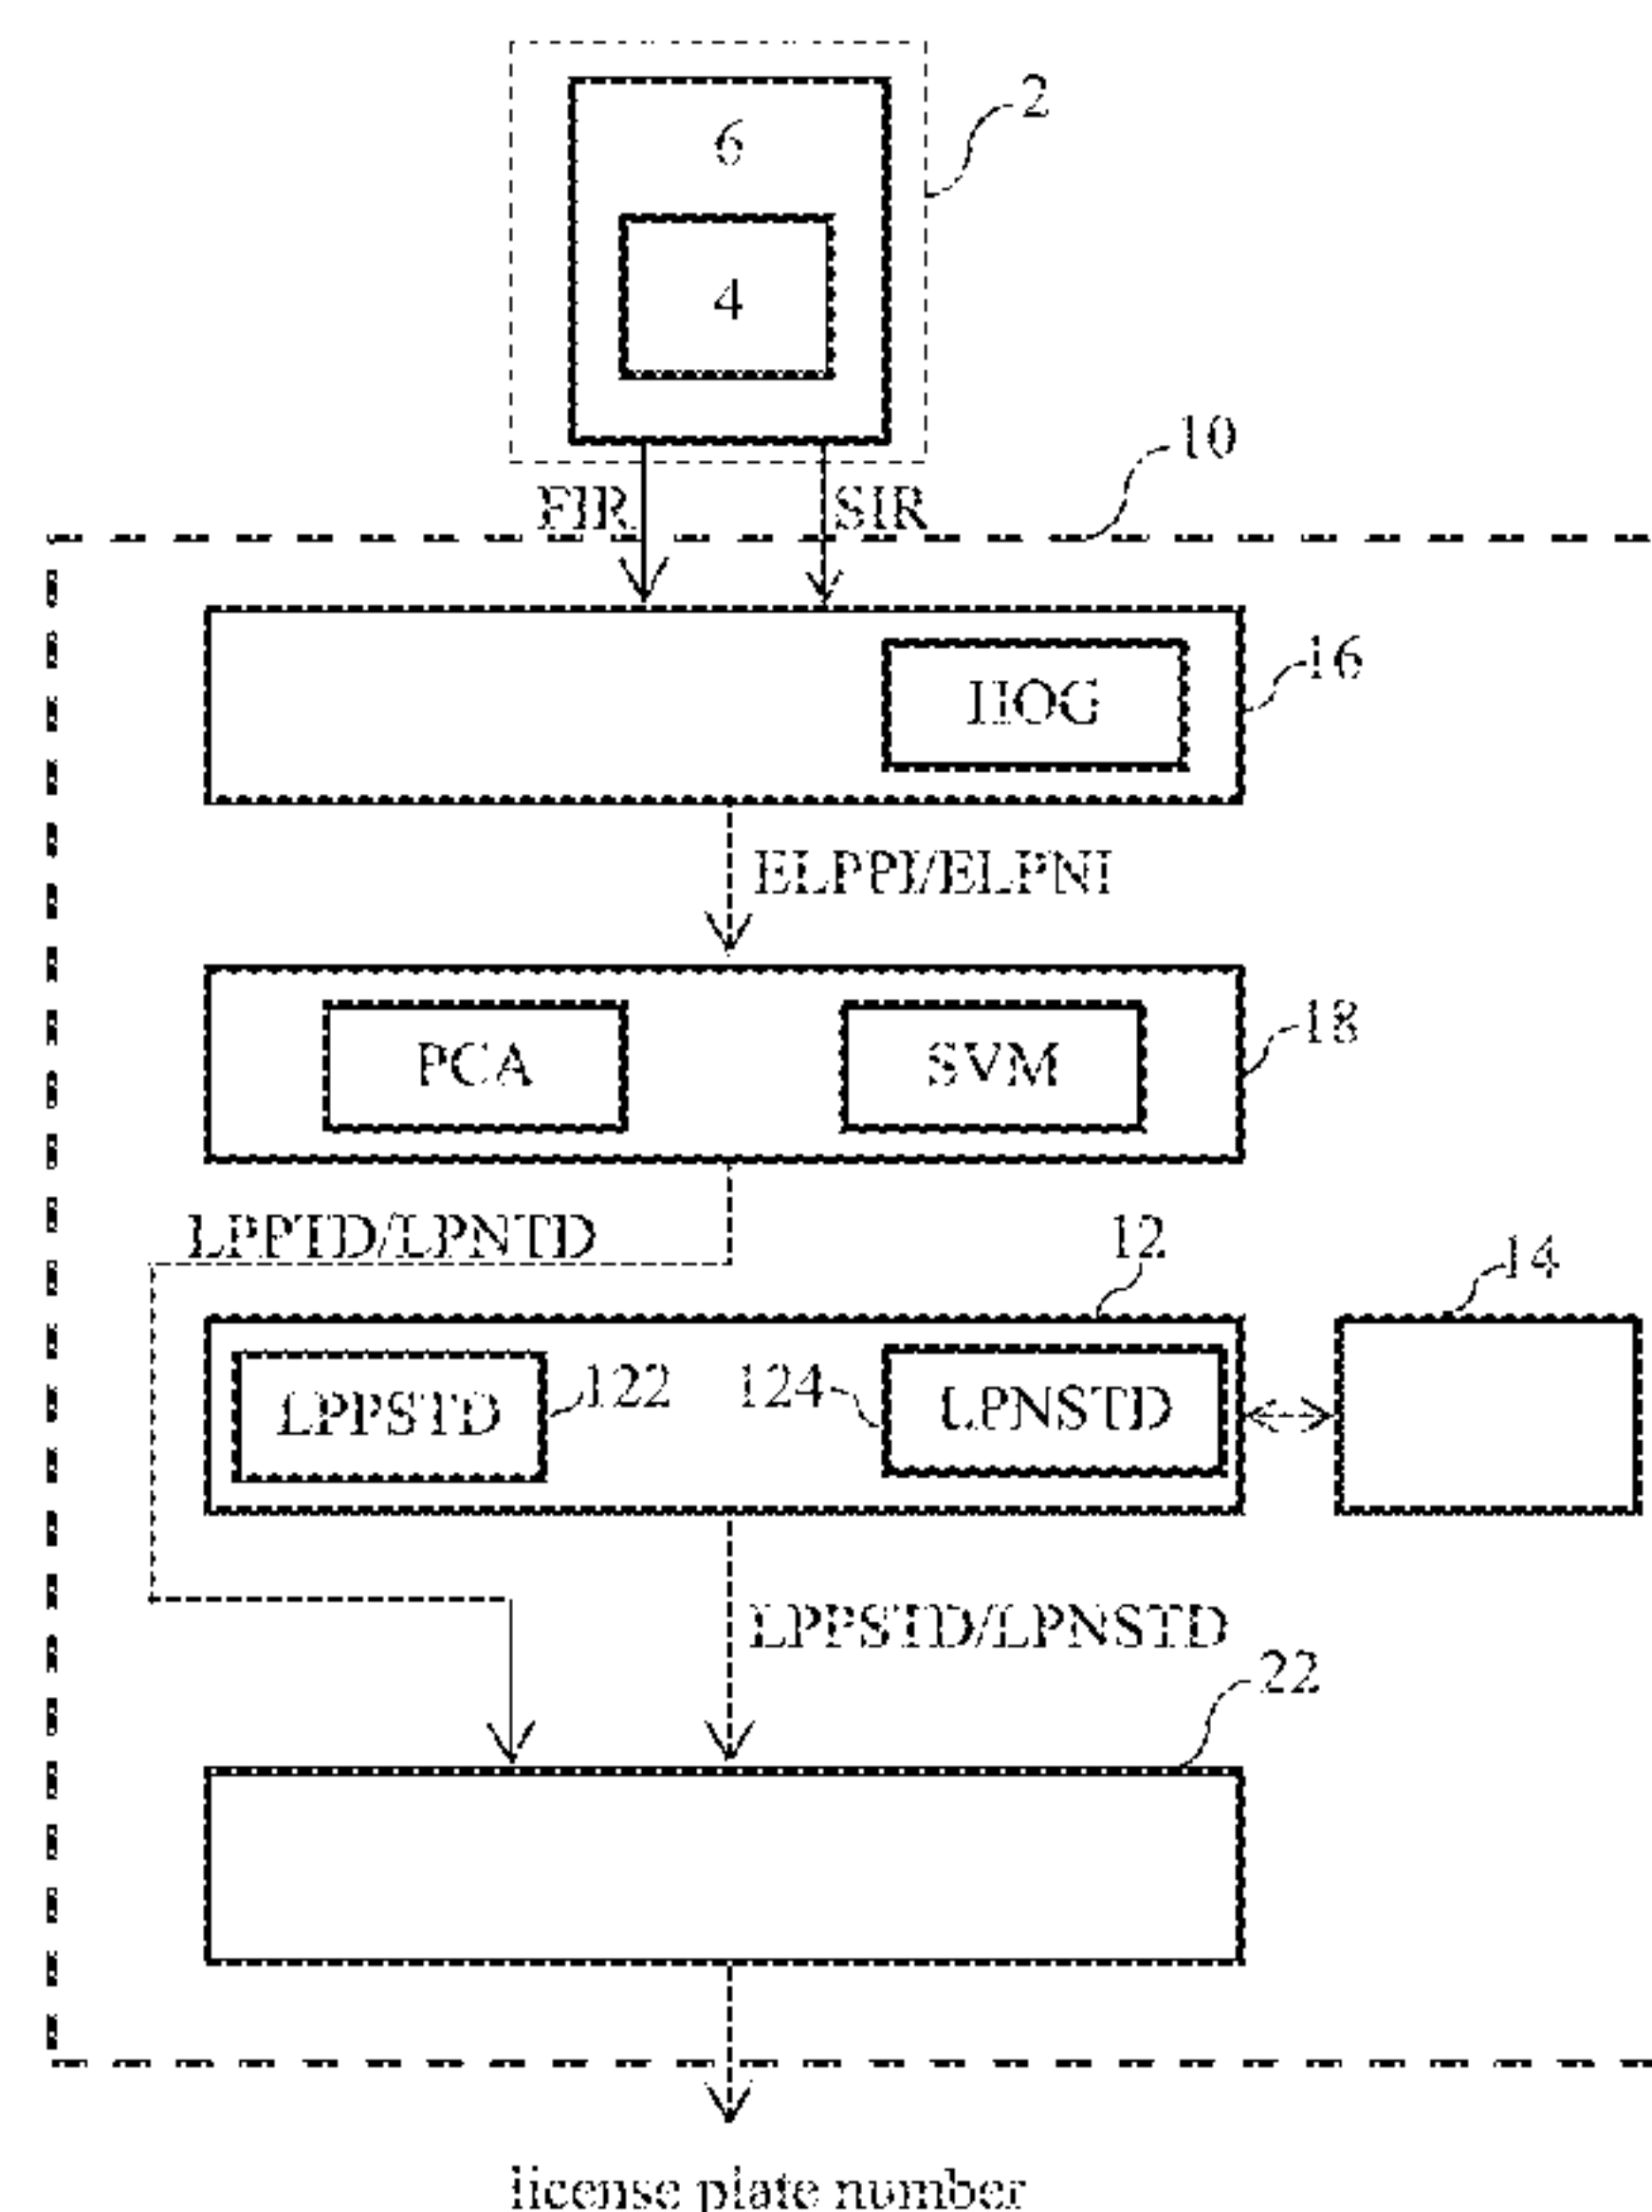 2
6
4
10
FIR
SIR
16
HOG
ELPPI/ELPNI
18
PCA
SVM
LPPTD/LPNTD
12
14
LPPSTD
122
124
LPNSTD
LPPSTD/LPNSTD
22
license plate number